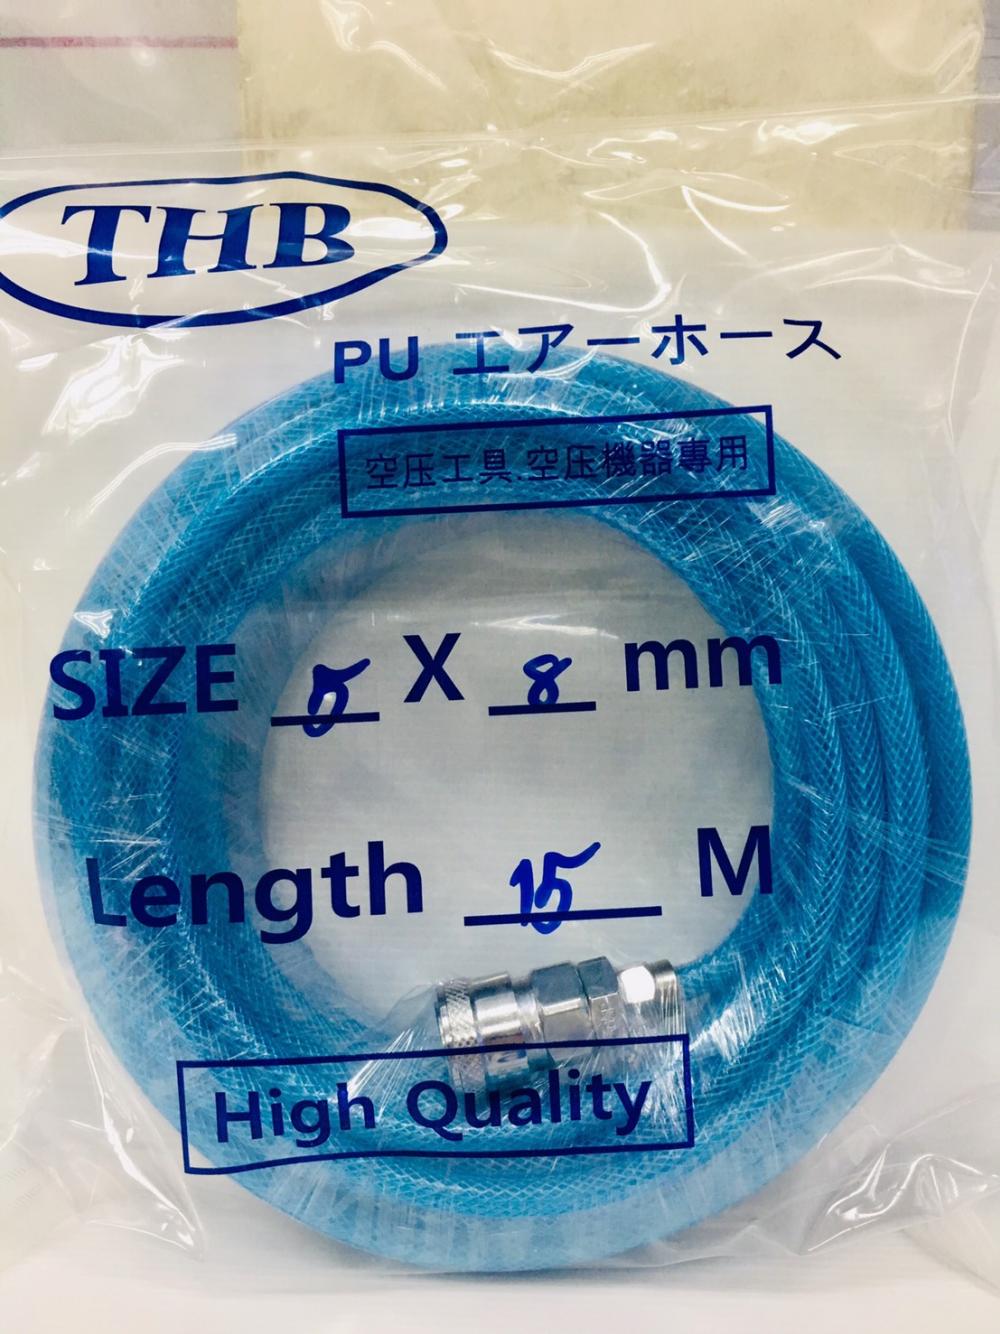 THB
PU エアーホース
空压工具.空压機器専用
SIZE 5 X 8 mm
Length 15 M
High Quality